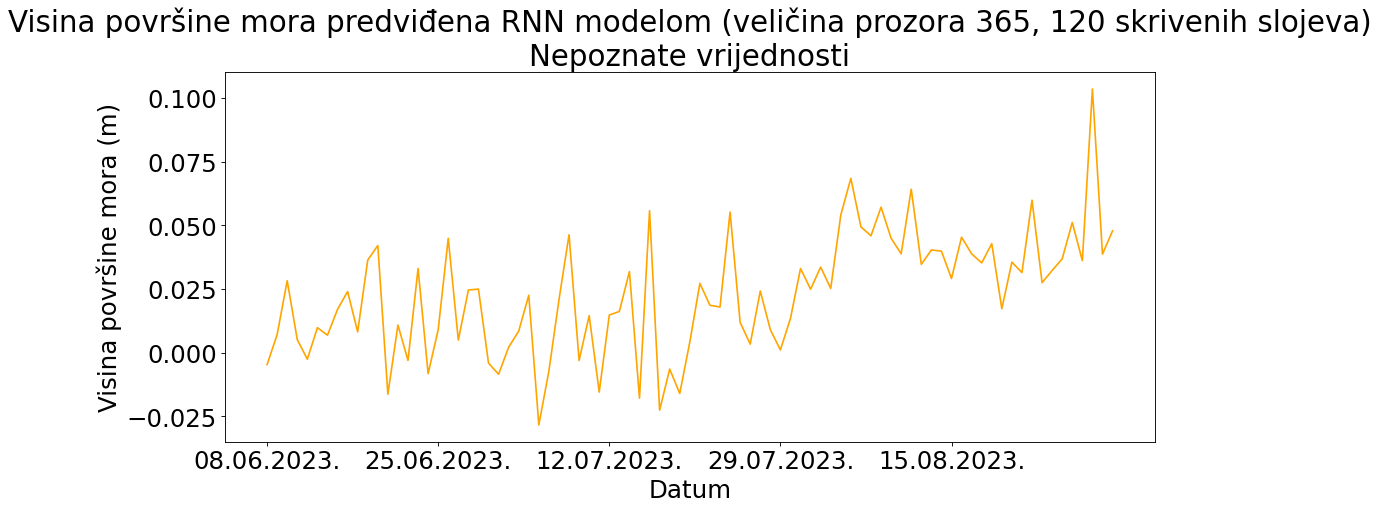 Visina površine mora predviđena RNN modelom (veličina prozora 365, 120 skrivenih slojeva)
Nepoznate vrijednosti
Visina površine mora (m)
0.100
0.075
0.050
0.025
0.000
−0.025
08.06.2023. 25.06.2023. 12.07.2023. 29.07.2023. 15.08.2023.
Datum